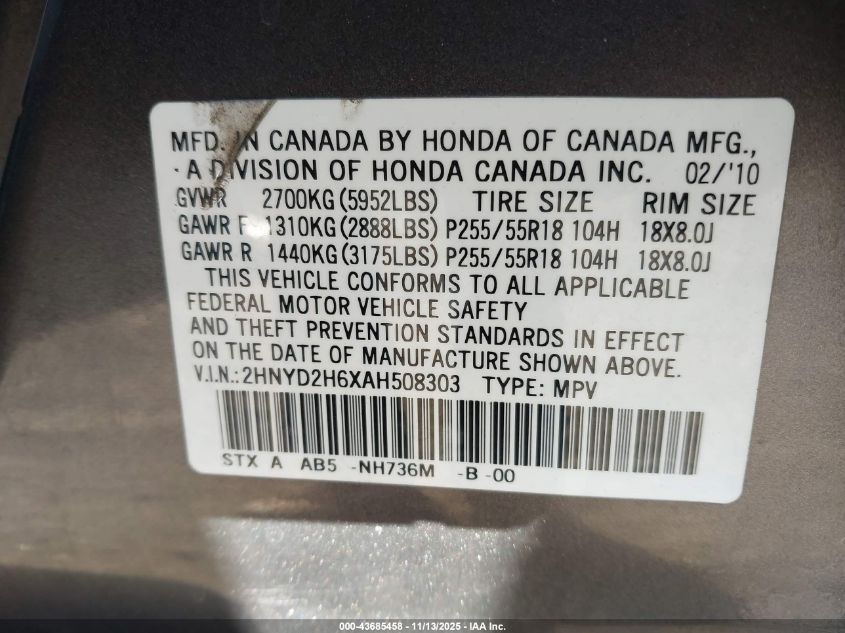 MFD. IN CANADA BY HONDA OF CANADA MFG.,
A DIVISION OF HONDA CANADA INC. 02/'10
GVWR 2700KG(5952LBS) TIRE SIZE RIM SIZE
GAWR F 1310KG(2888LBS) P255/55R18 104H 18X8.0J
GAWR R 1440KG(3175LBS) P255/55R18 104H 18X8.0J
THIS VEHICLE CONFORMS TO ALL APPLICABLE
FEDERAL MOTOR VEHICLE SAFETY
AND THEFT PREVENTION STANDARDS IN EFFECT
ON THE DATE OF MANUFACTURE SHOWN ABOVE.
V.I.N.:2HNYD2H6XAH508303 TYPE: MPV
STX A AB5 -NH736M -B -00
000-43685458 - 11/13/2025 - IAA Inc.